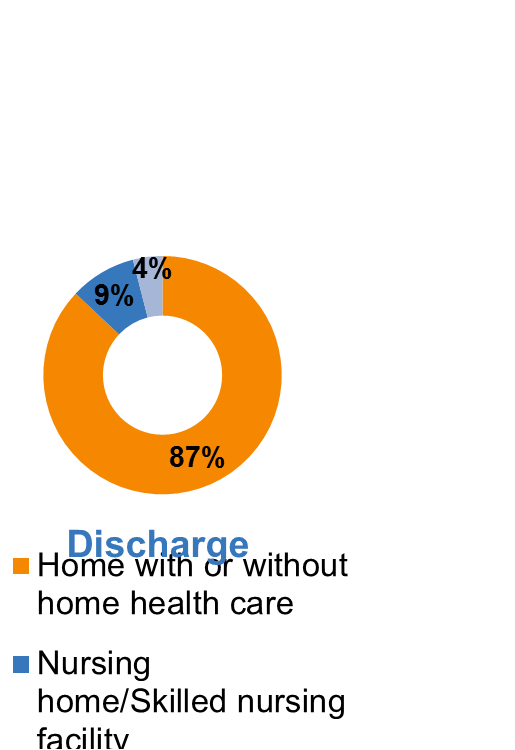 4%
9%
87%
Discharge
Home with or without
home health care
Nursing
home/Skilled nursing
facility